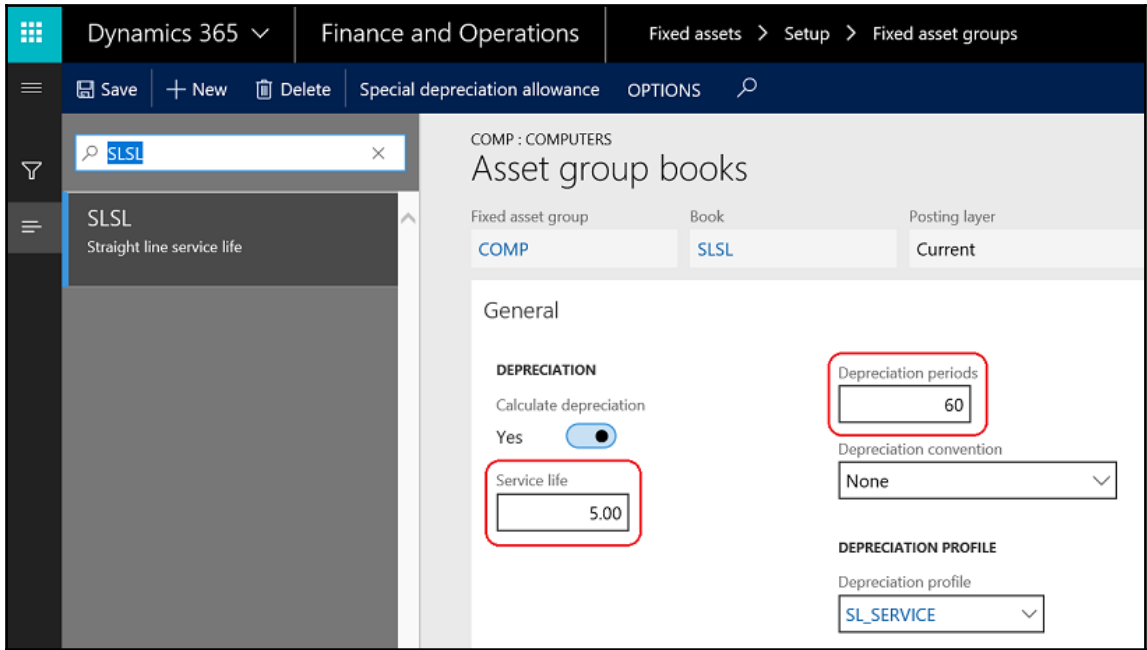 Dynamics 365 Finance and Operations Fixed assets > Setup > Fixed asset groups
Save + New Delete Special depreciation allowance OPTIONS
SLSL
SLSL
Straight line service life
COMP : COMPUTERS
Asset group books
Fixed asset group Book Posting layer
COMP SLSL Current
General
DEPRECIATION
Calculate depreciation
Yes
Service life
5.00
Depreciation periods
60
Depreciation convention
None
DEPRECIATION PROFILE
Depreciation profile
SL_SERVICE